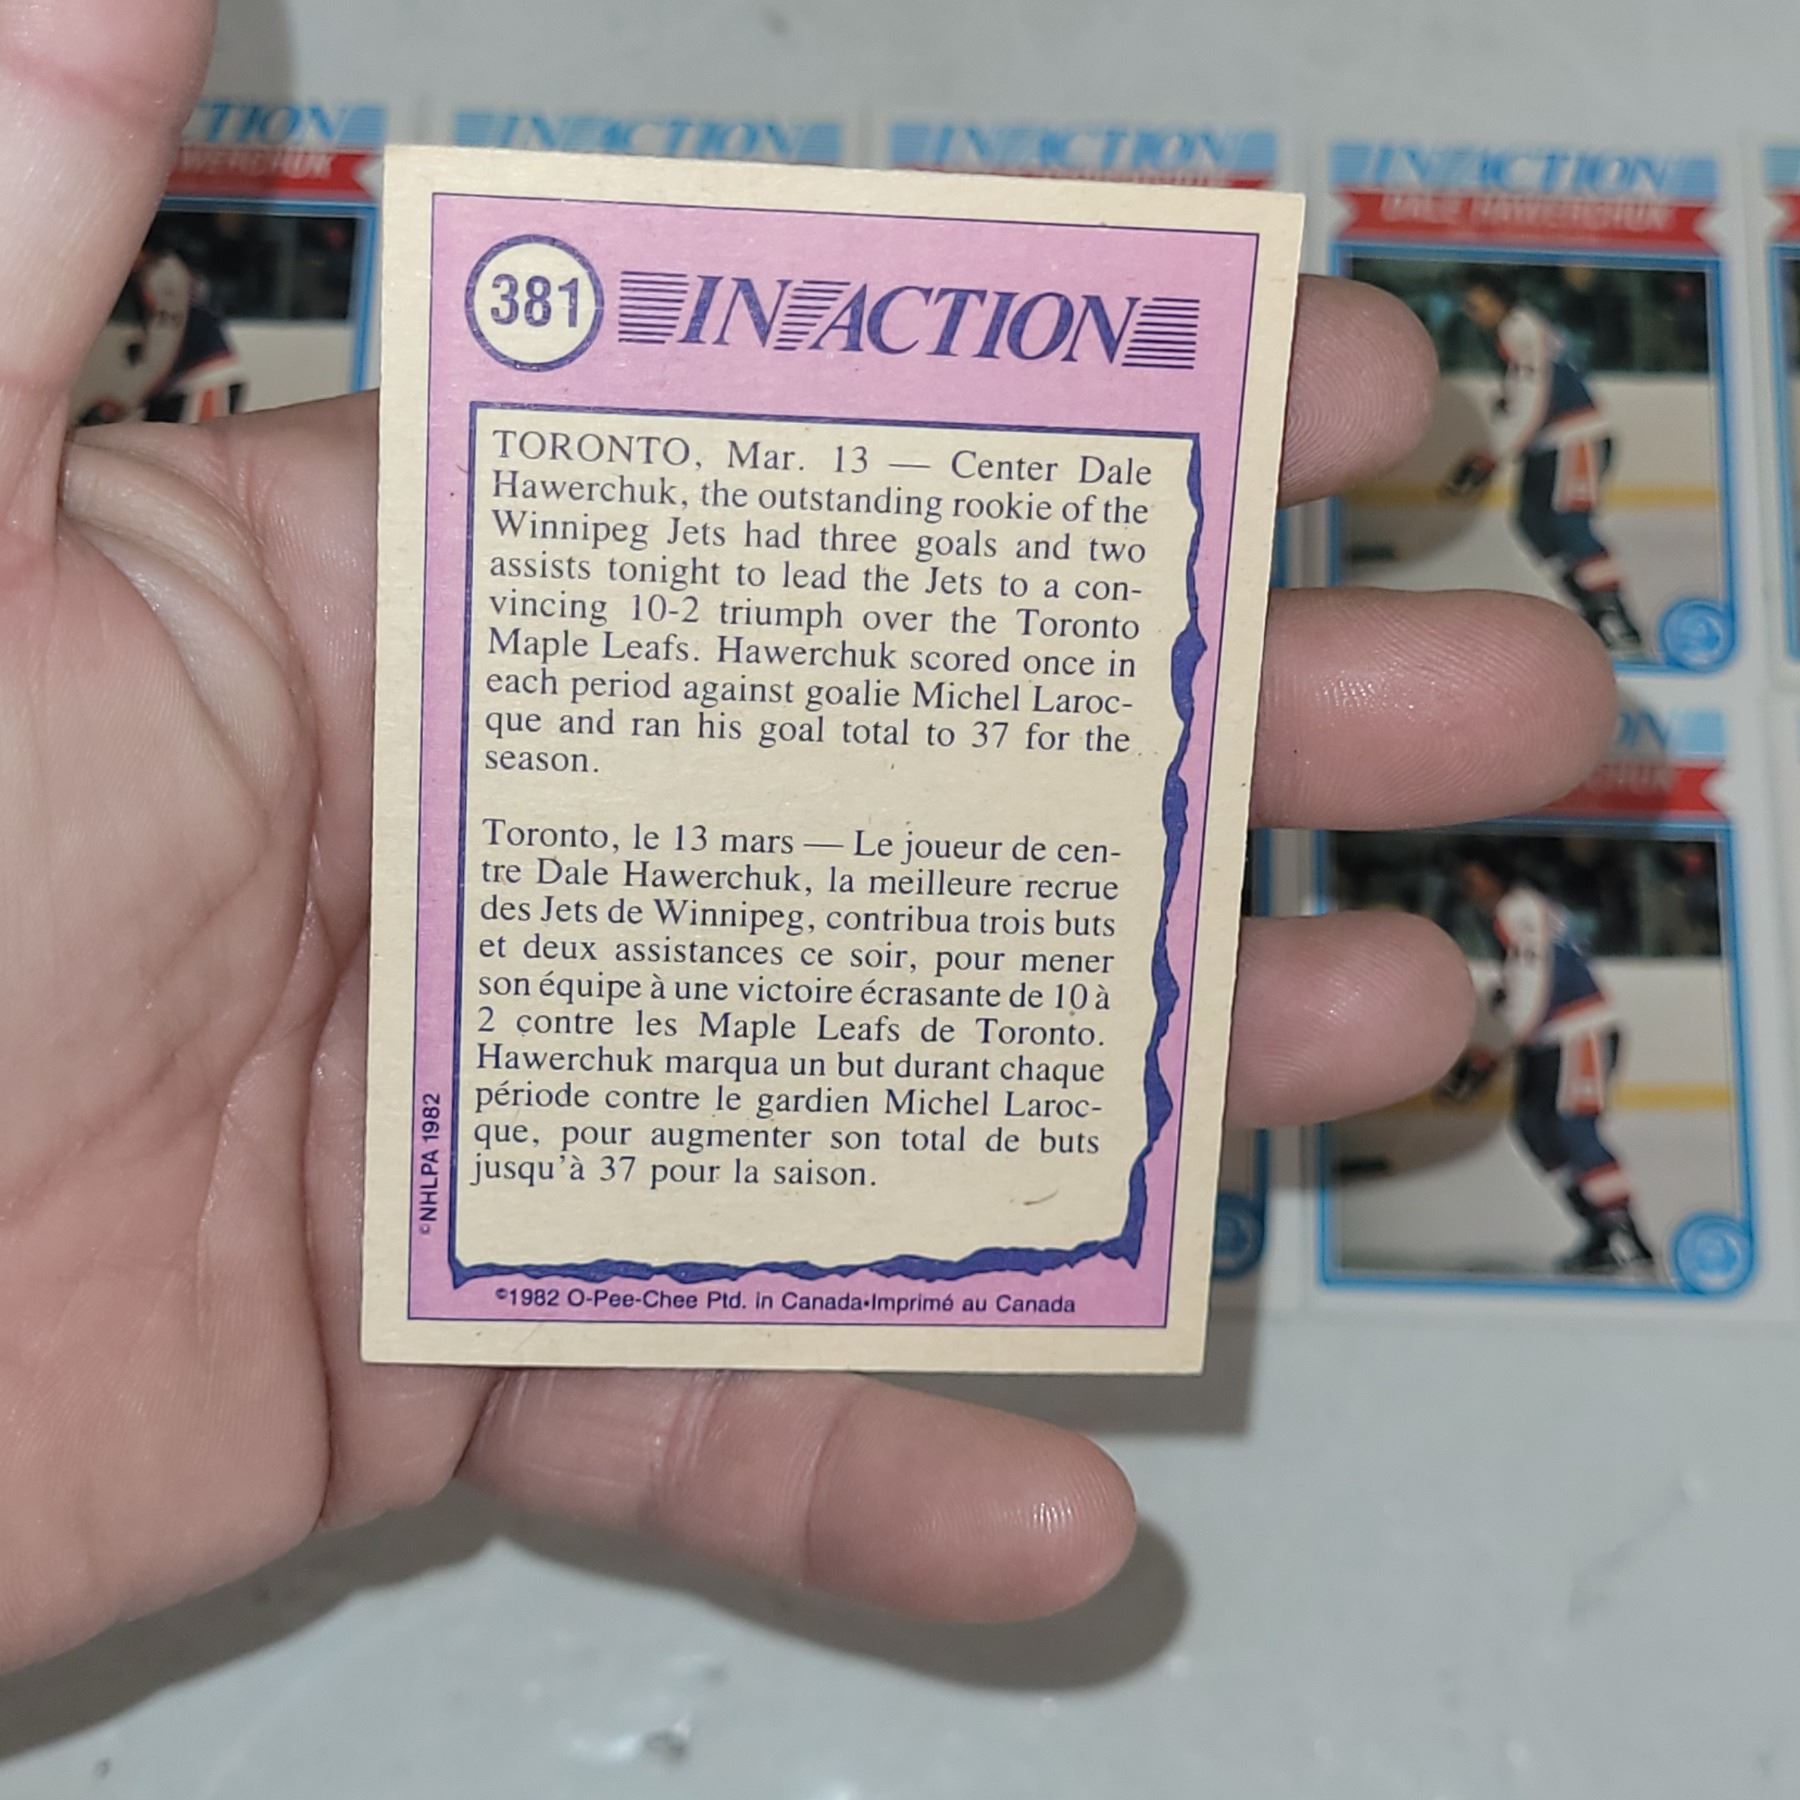 TION
WERCHUK
IN ACTION
IN ACTION
IN ACTION
DALE HAWERCHUK
381 IN ACTION
TORONTO, Mar. 13 — Center Dale
Hawerchuk, the outstanding rookie of the
Winnipeg Jets had three goals and two
assists tonight to lead the Jets to a con-
vincing 10-2 triumph over the Toronto
Maple Leafs. Hawerchuk scored once in
each period against goalie Michel Laroc-
que and ran his goal total to 37 for the
season.
Toronto, le 13 mars — Le joueur de cen-
tre Dale Hawerchuk, la meilleure recrue
des Jets de Winnipeg, contribua trois buts
et deux assistances ce soir, pour mener
son équipe à une victoire écrasante de 10 à
2 contre les Maple Leafs de Toronto.
Hawerchuk marqua un but durant chaque
période contre le gardien Michel Laroc-
que, pour augmenter son total de buts
jusqu'à 37 pour la saison.
©NHLPA 1982
©1982 O-Pee-Chee Ptd. in Canada•Imprimé au Canada
ON